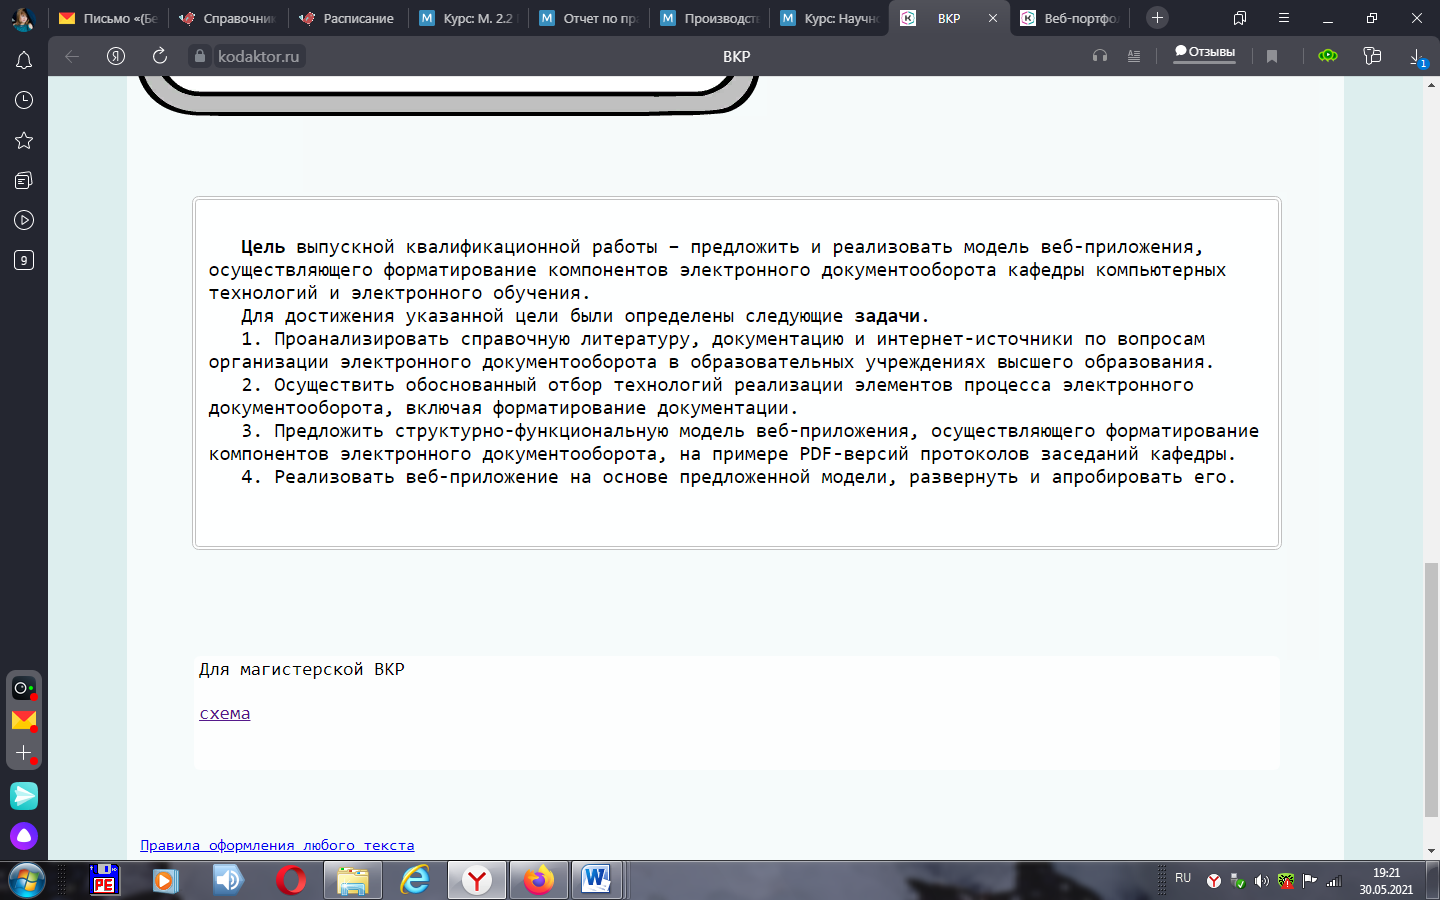 Письмо «(Бе
Справочник
Расписание
Курс: М. 2.2
Отчет по пр
Производст
Курс: Научн
ВКР
Веб-портфо
kodaktor.ru
ВКР
Отзывы
1
9
Цель выпускной квалификационной работы – предложить и реализовать модель веб-приложения,
осуществляющего форматирование компонентов электронного документооборота кафедры компьютерных
технологий и электронного обучения.
Для достижения указанной цели были определены следующие задачи.
1. Проанализировать справочную литературу, документацию и интернет-источники по вопросам
организации электронного документооборота в образовательных учреждениях высшего образования.
2. Осуществить обоснованный отбор технологий реализации элементов процесса электронного
документооборота, включая форматирование документации.
3. Предложить структурно-функциональную модель веб-приложения, осуществляющего форматирование
компонентов электронного документооборота, на примере PDF-версий протоколов заседаний кафедры.
4. Реализовать веб-приложение на основе предложенной модели, развернуть и апробировать его.
Для магистерской ВКР
схема
Правила оформления любого текста
RU
19:21
30.05.2021